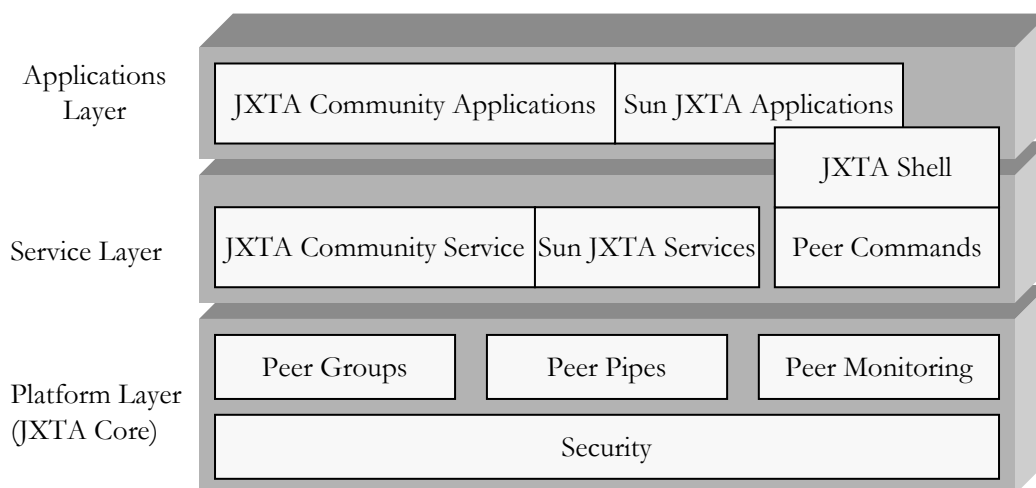 Applications
Layer
JXTA Community Applications
Sun JXTA Applications
JXTA Shell
Service Layer
JXTA Community Service
Sun JXTA Services
Peer Commands
Platform Layer
(JXTA Core)
Peer Groups
Peer Pipes
Peer Monitoring
Security